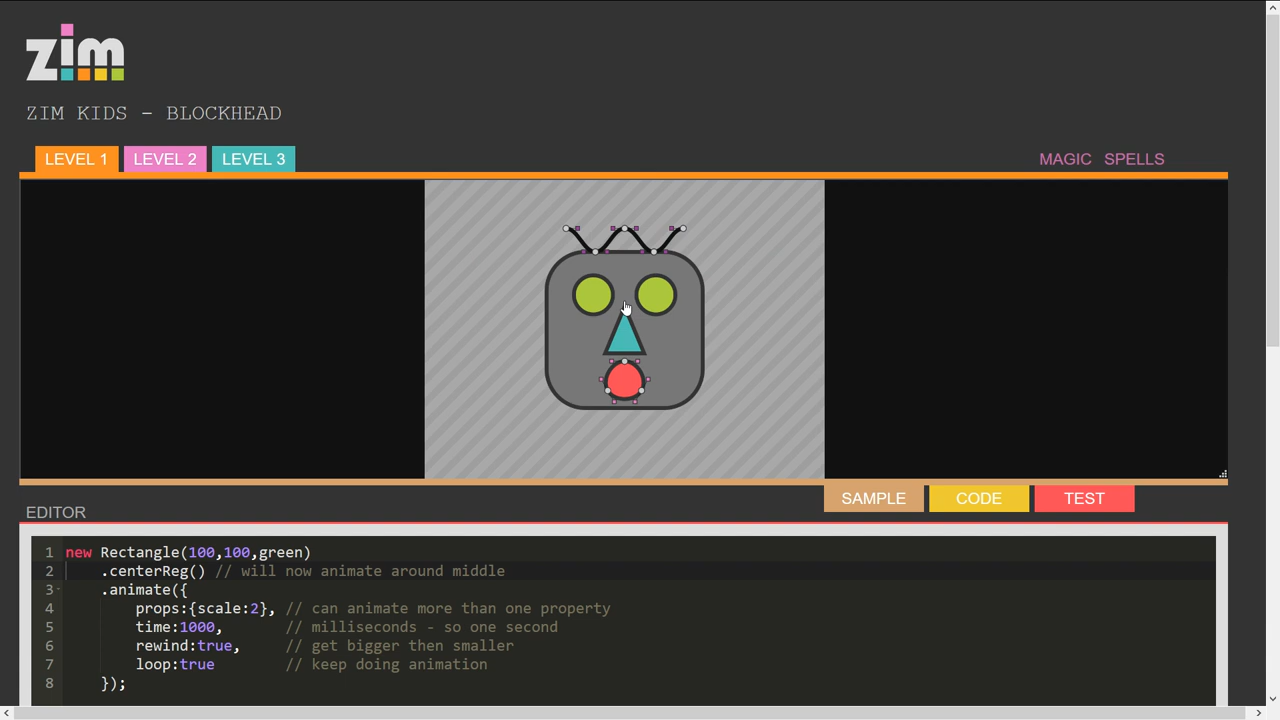 zim
ZIM KIDS - BLOCKHEAD
LEVEL 1 LEVEL 2 LEVEL 3
MAGIC SPELLS
SAMPLE CODE TEST
EDITOR
1 new Rectangle(100,100,green)
2 .centerReg() // will now animate around middle
3 .animate({
4 props:{scale:2}, // can animate more than one property
5 time:1000, // milliseconds - so one second
6 rewind:true, // get bigger then smaller
7 loop:true // keep doing animation
8 });